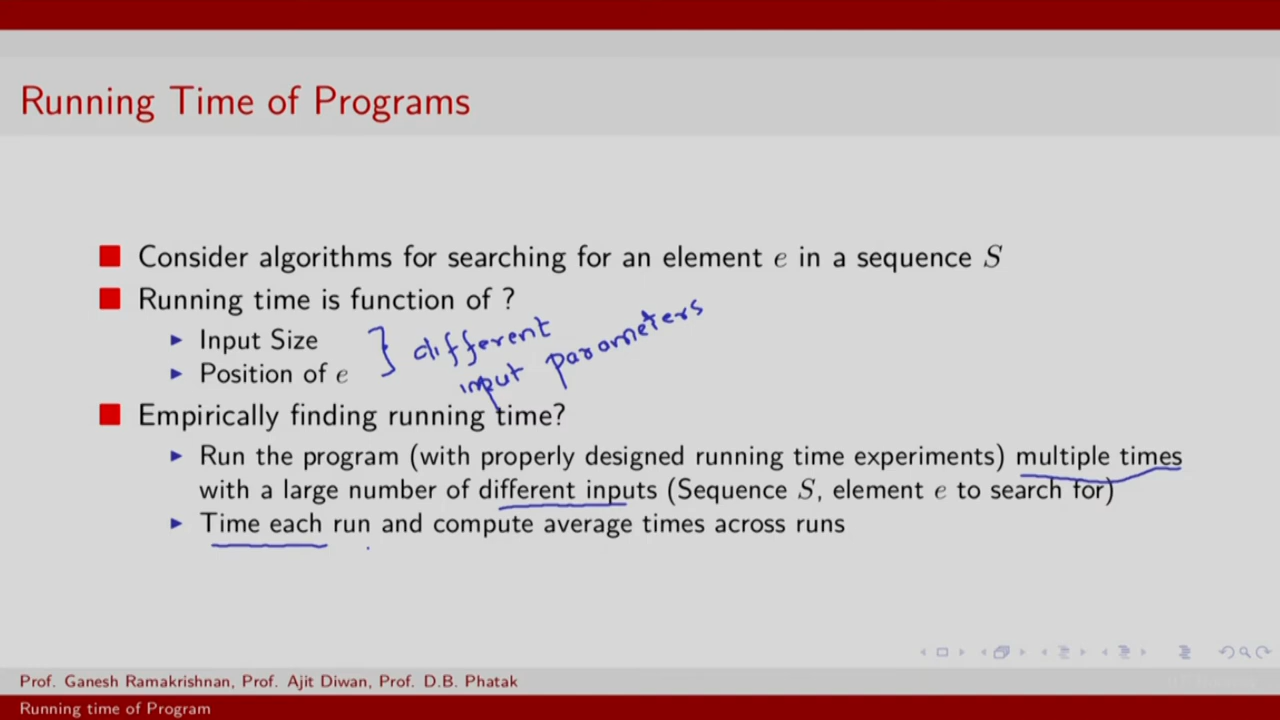 Running Time of Programs
Consider algorithms for searching for an element e in a sequence S
Running time is function of ?
Input Size
Position of e
different
input parameters
Empirically finding running time?
Run the program (with properly designed running time experiments) multiple times
with a large number of different inputs (Sequence S, element e to search for)
Time each run and compute average times across runs
Prof. Ganesh Ramakrishnan, Prof. Ajit Diwan, Prof. D.B. Phatak
Running time of Program